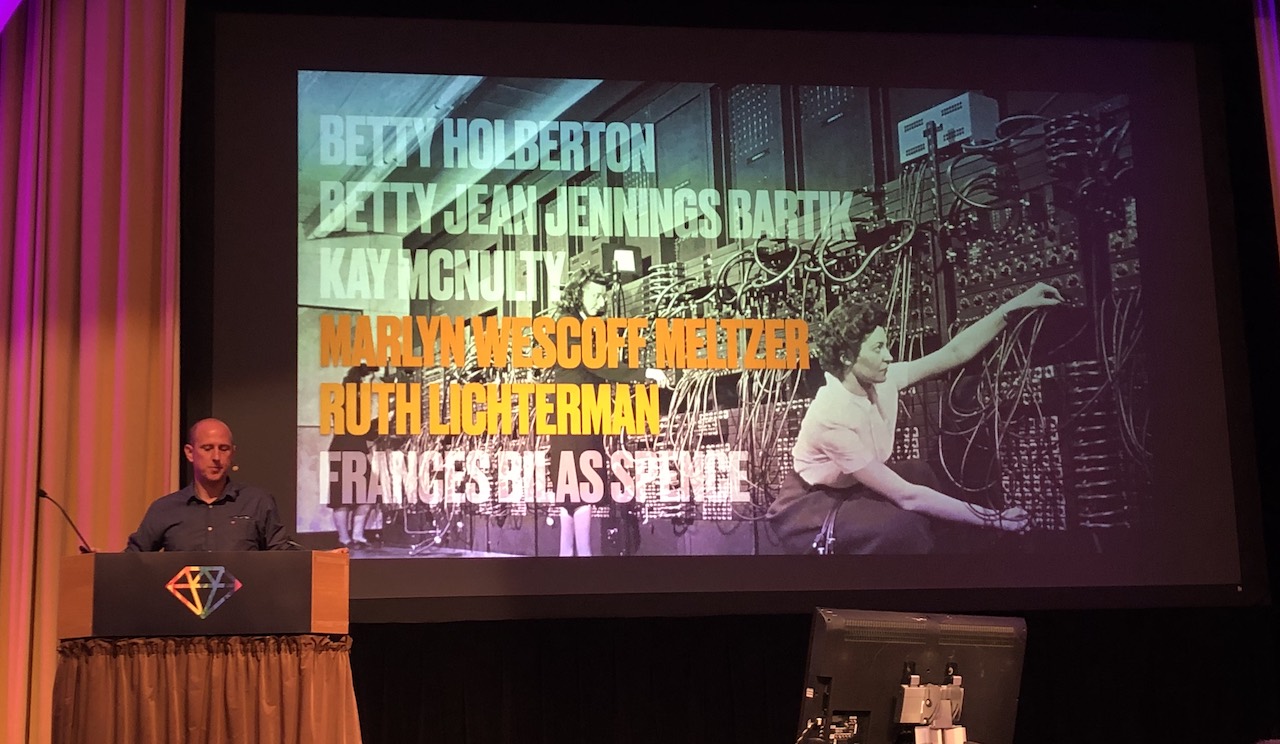 BETTY HOLBERTON
BETTY JEAN JENNINGS BARTIK
KAY MCNULTY
MARLYN WESCOFF MELTZER
RUTH LICHTERMAN
FRANCES BILAS SPENCE